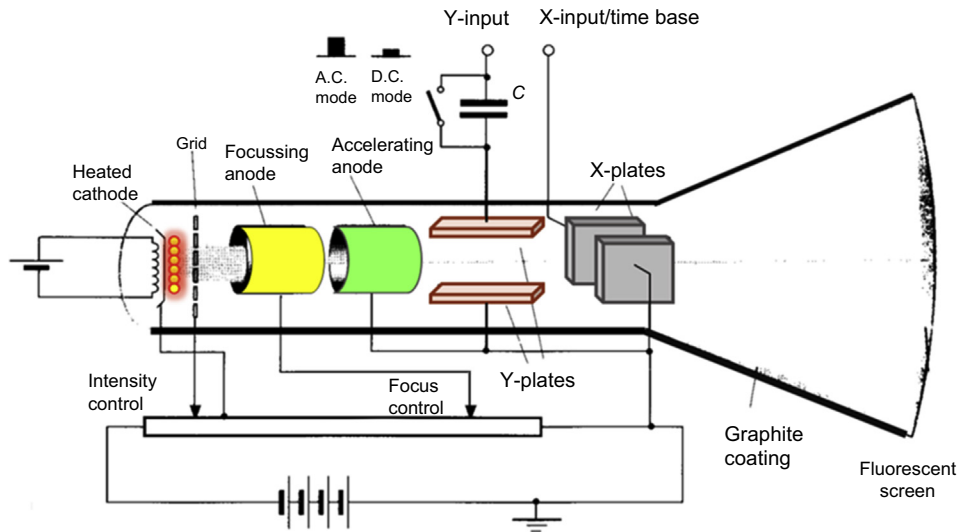 Y-input
X-input/time base
A.C.
mode
D.C.
mode
C
Grid
Focussing
anode
Accelerating
anode
Heated
cathode
X-plates
Y-plates
Intensity
control
Focus
control
Graphite
coating
Fluorescent
screen